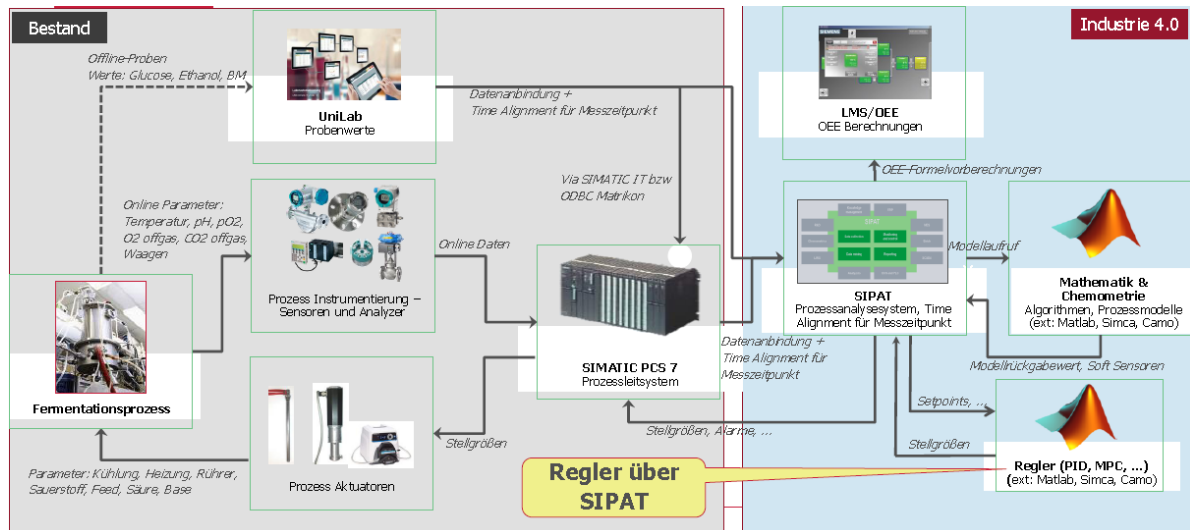 Bestand
Industrie 4.0
Offline-Proben
Werte: Glucose, Ethanol, BM
UniLab
Probenwerte
Datenanbindung +
Time Alignment für Messzeitpunkt
LMS/OEE
OEE Berechnungen
OEE-Formelvorberechnungen
Via SIMATIC IT bzw
ODBC Matrikon
Online Parameter:
Temperatur, pH, pO2,
O2 offgas, CO2 offgas,
Waagen
Online Daten
Prozess Instrumentierung –
Sensoren und Analyzer
SIPAT
SIPAT
Prozessanalysesystem, Time
Alignment für Messzeitpunkt
Modellaufruf
Mathematik &
Chemometrie
Algorithmen, Prozessmodelle
(ext: Matlab, Simca, Camo)
Modellrückgabewert, Soft Sensoren
Datenanbindung +
Time Alignment für
Messzeitpunkt
SIMATIC PCS 7
Prozessleitsystem
Fermentationsprozess
Stellgrößen
Stellgrößen, Alarme, ...
Setpoints, ...
Stellgrößen
Parameter: Kühlung, Heizung, Rührer,
Sauerstoff, Feed, Säure, Base
Prozess Aktuatoren
Regler über
SIPAT
Regler (PID, MPC, ...)
(ext: Matlab, Simca, Camo)